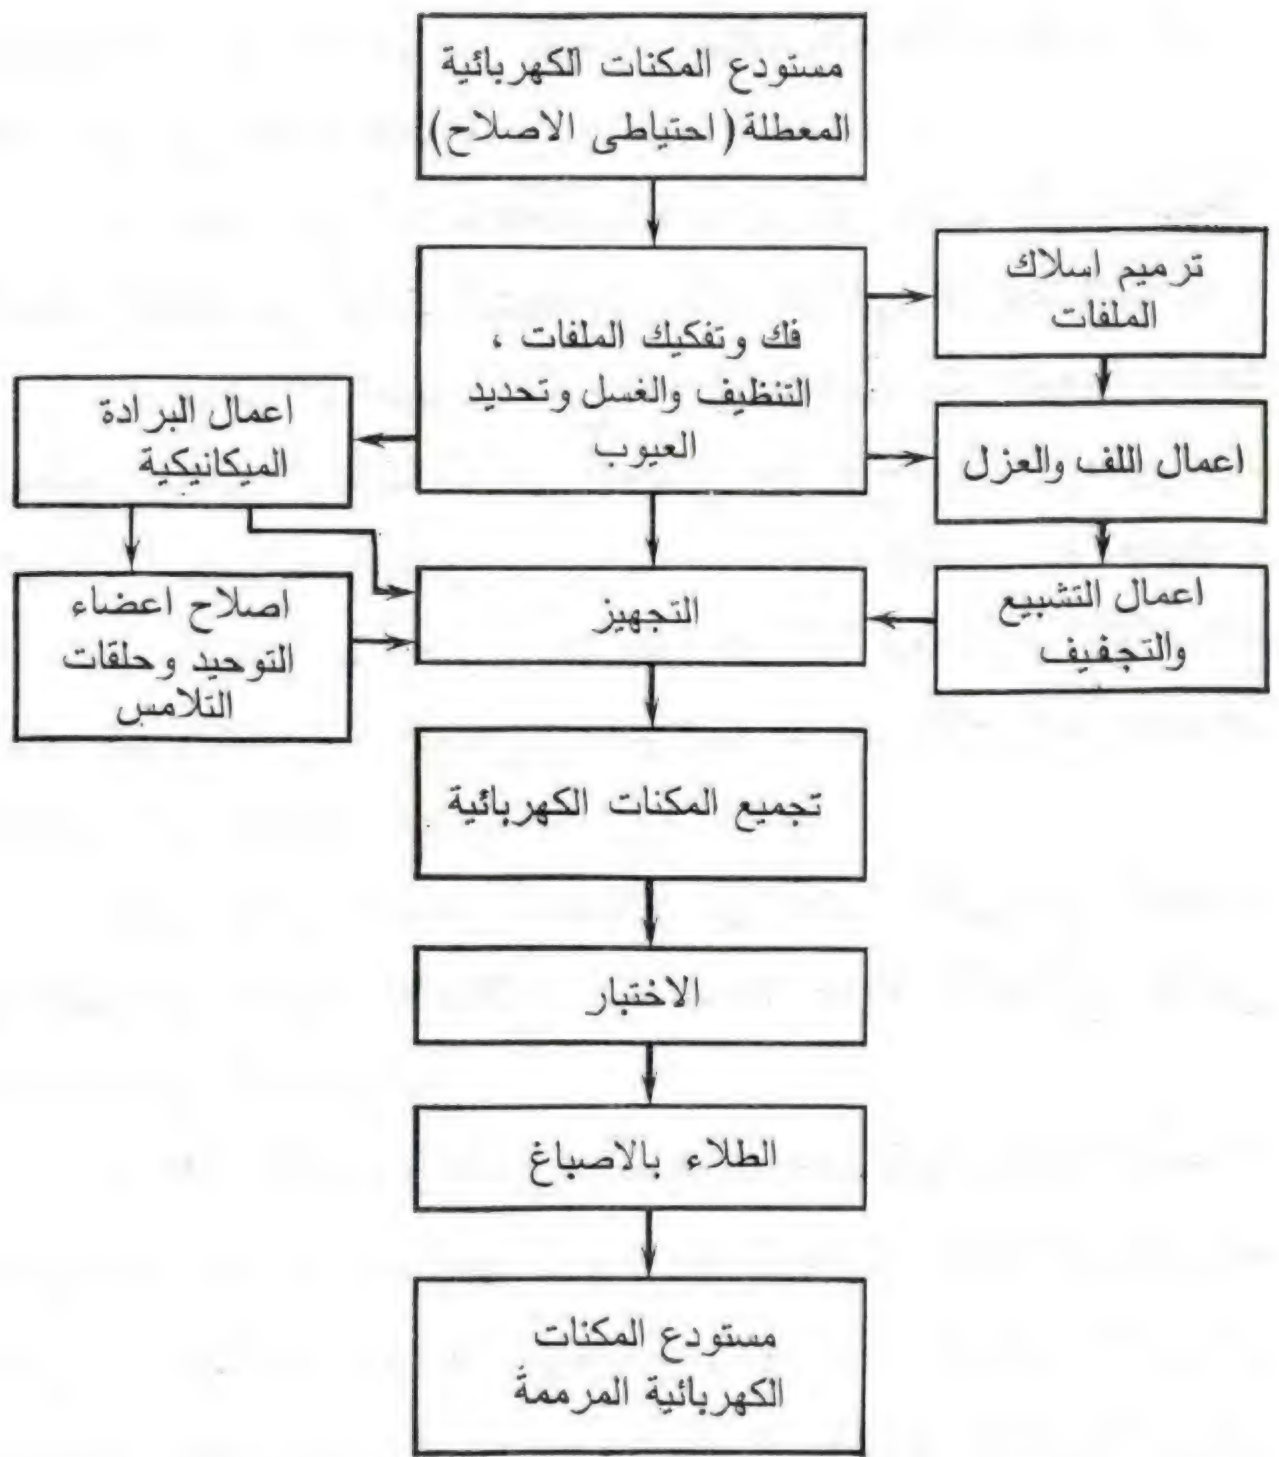 مستودع المكنات الكهربائية
المعطلة (احتياطى الاصلاح)
فك وتفكيك الملفات ،
التنظيف والغسل وتحديد
العيوب
ترميم اسلاك
الملفات
اعمال اللف والعزل
اعمال التشبيع
والتجفيف
اعمال البرادة
الميكانيكية
اصلاح اعضاء
التوحيد وحلقات
التلامس
التجهيز
تجميع المكنات الكهربائية
الاختبار
الطلاء بالاصباغ
مستودع المكنات
الكهربائية المرممة